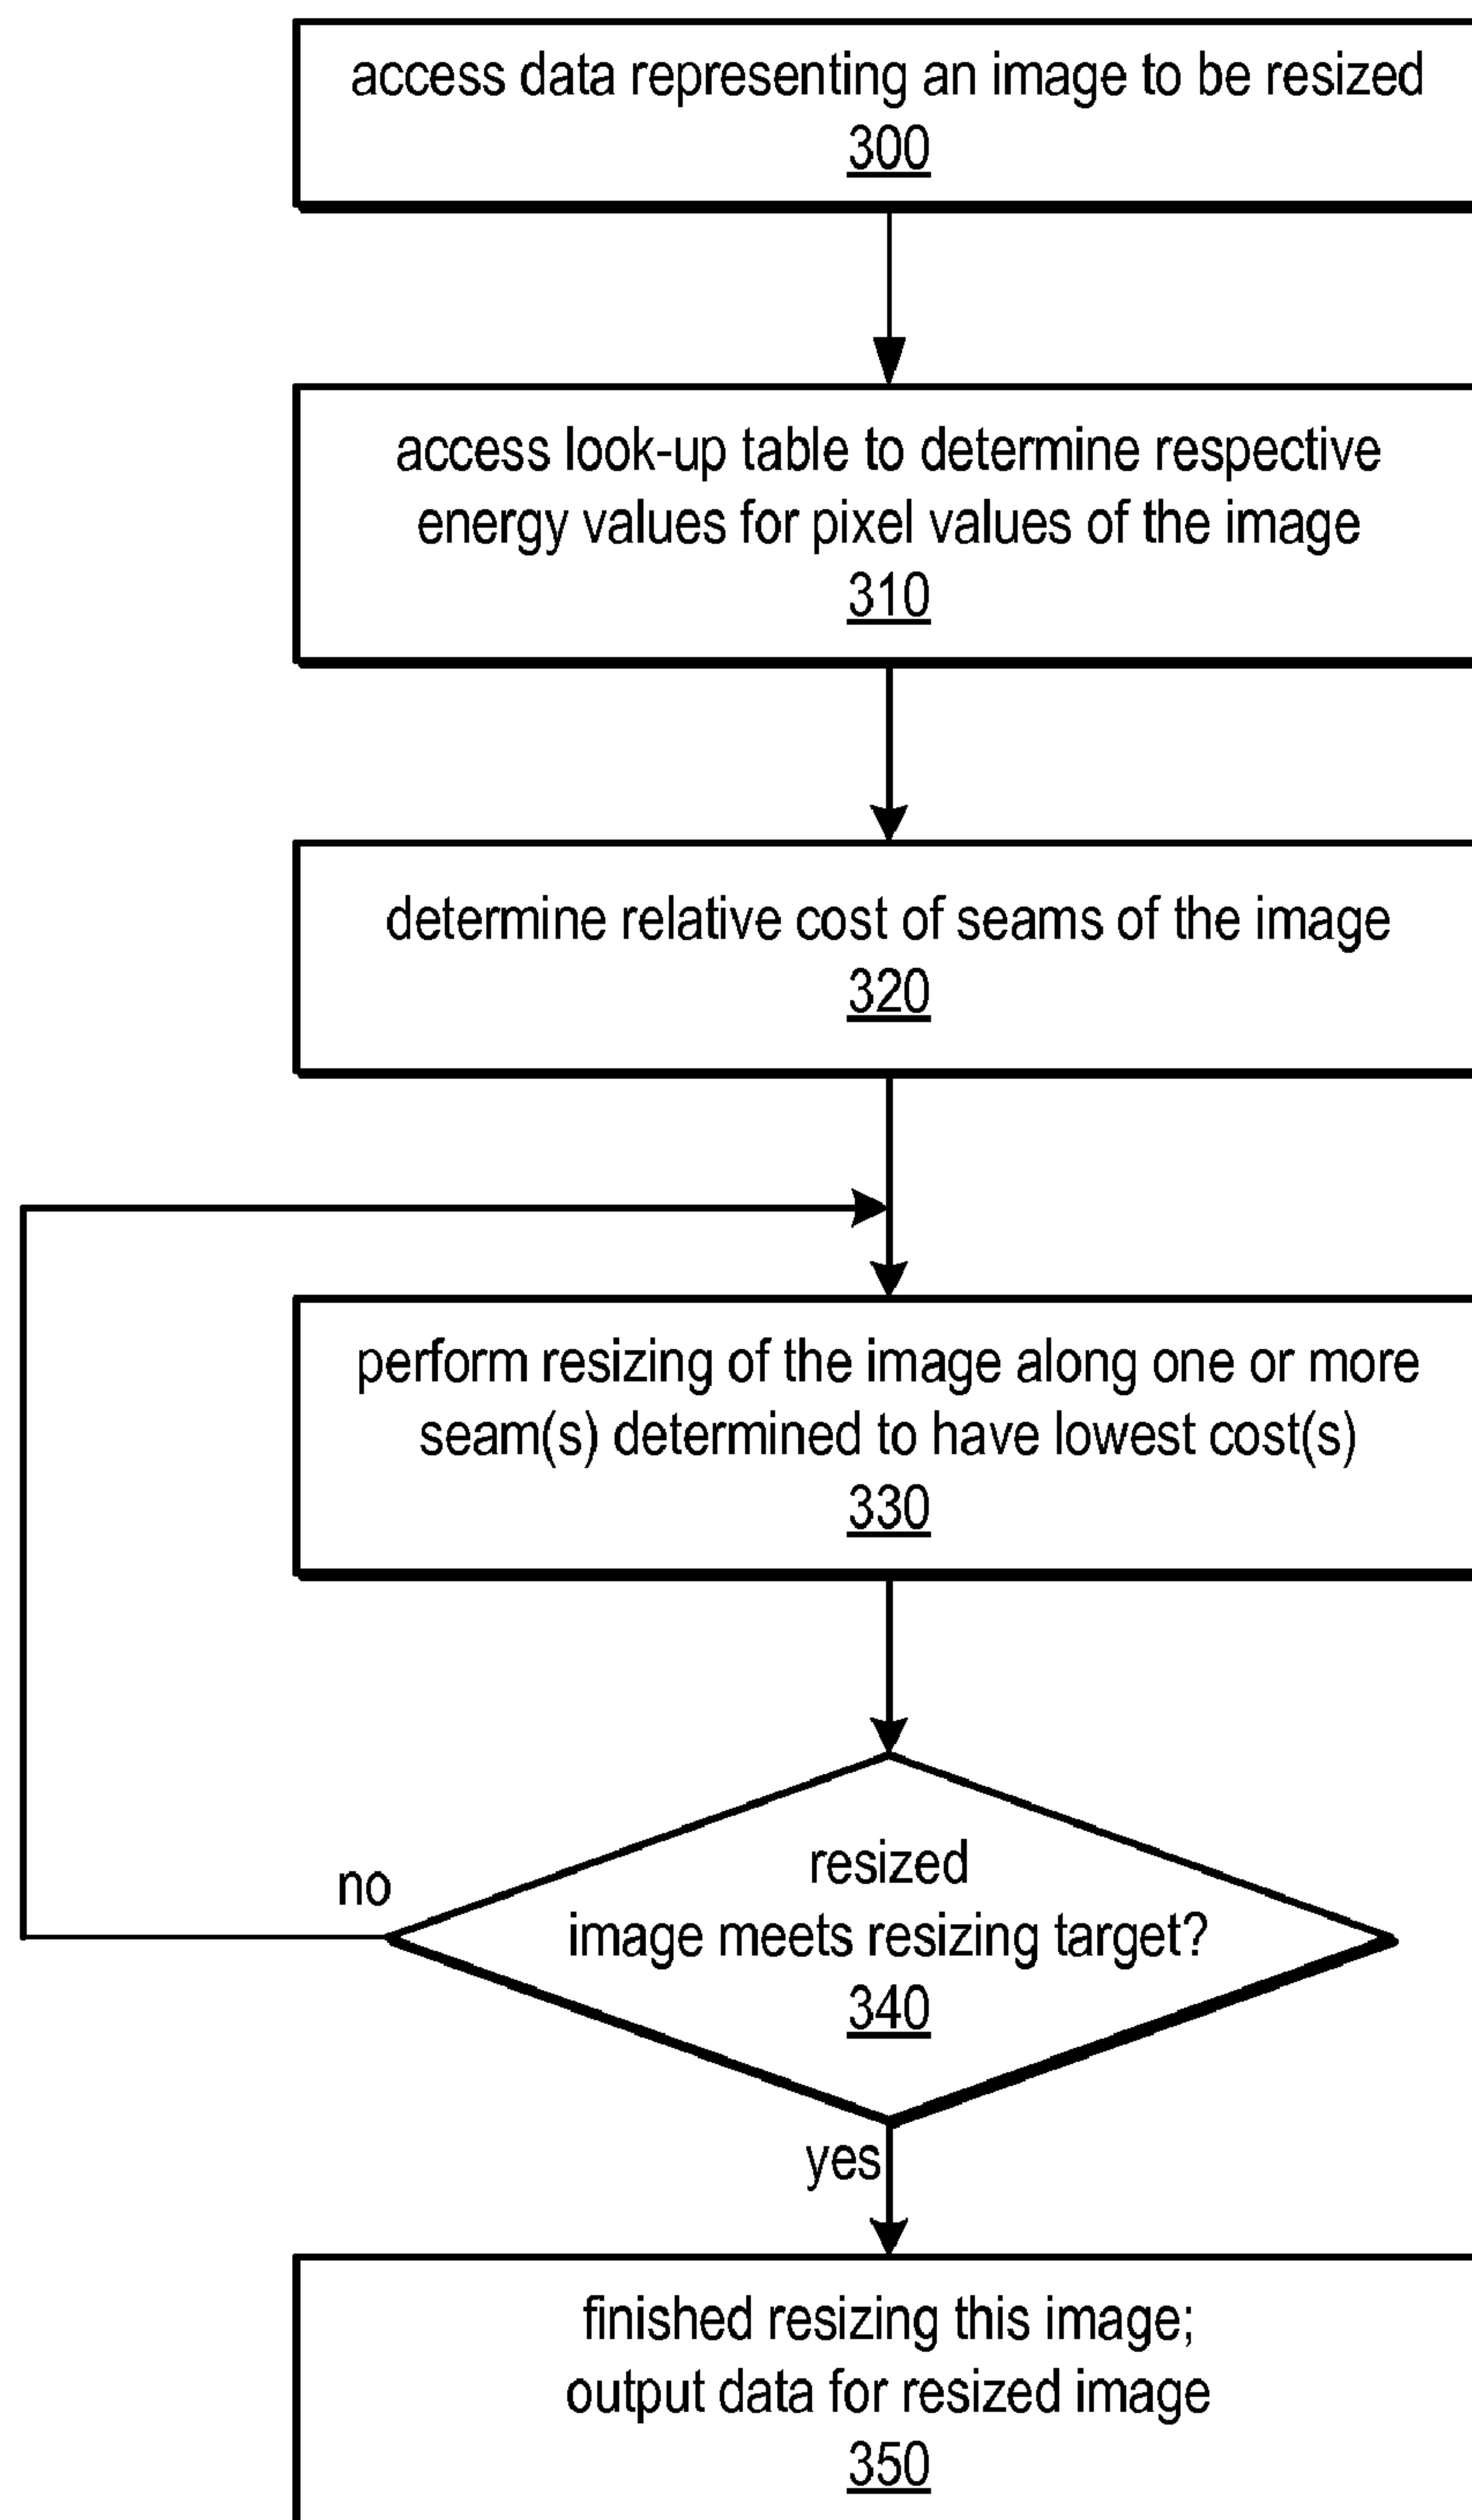 access data representing an image to be resized
300
access look-up table to determine respective
energy values for pixel values of the image
310
determine relative cost of seams of the image
320
perform resizing of the image along one or more
seam(s) determined to have lowest cost(s)
330
resized
image meets resizing target?
340
no
yes
finished resizing this image;
output data for resized image
350